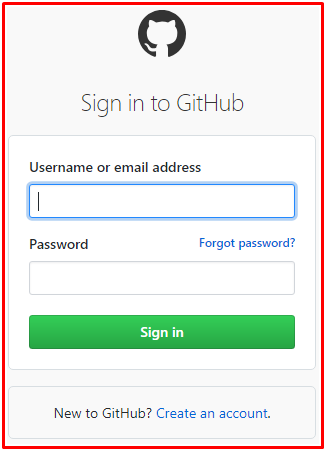 Sign in to GitHub
Username or email address
Password Forgot password?
Sign in
New to GitHub? Create an account.